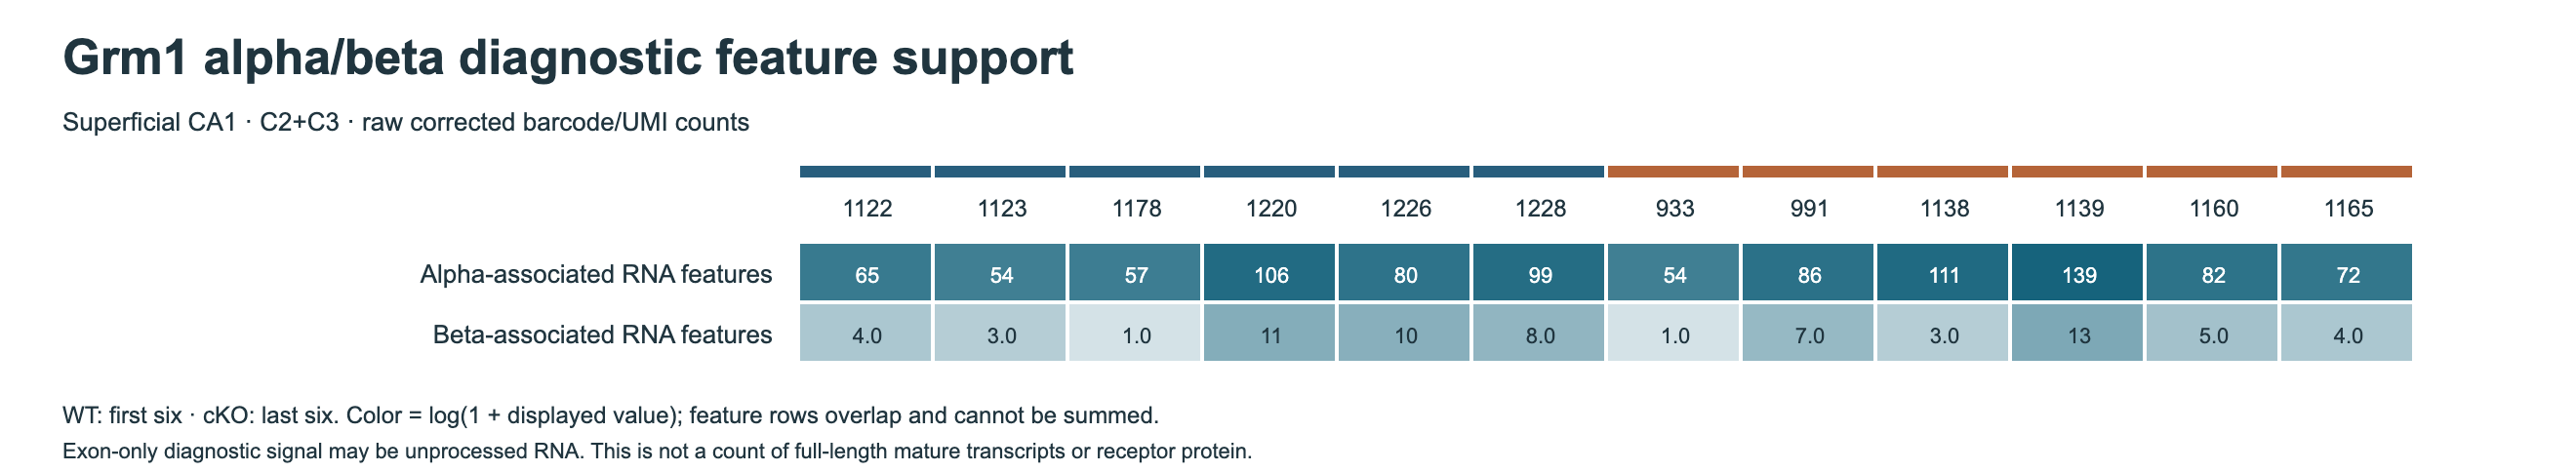 Grm1 alpha/beta diagnostic feature support
Superficial CA1 · C2+C3 · raw corrected barcode/UMI counts
1122 1123 1178 1220 1226 1228 933 991 1138 1139 1160 1165
Alpha-associated RNA features 65 54 57 106 80 99 54 86 111 139 82 72
Beta-associated RNA features 4.0 3.0 1.0 11 10 8.0 1.0 7.0 3.0 13 5.0 4.0
WT: first six · cKO: last six. Color = log(1 + displayed value); feature rows overlap and cannot be summed.
Exon-only diagnostic signal may be unprocessed RNA. This is not a count of full-length mature transcripts or receptor protein.